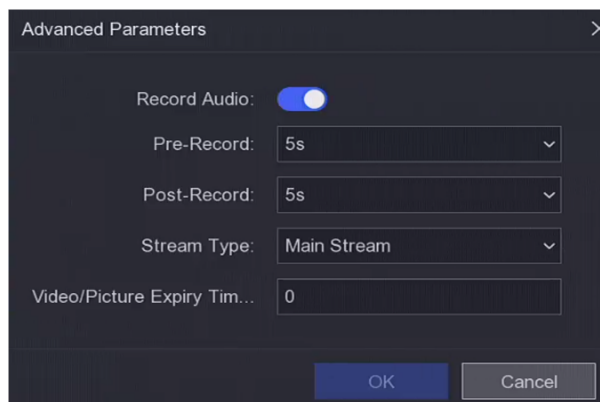 Advanced Parameters
Record Audio:
Pre-Record: 5s
Post-Record: 5s
Stream Type: Main Stream
Video/Picture Expiry Tim... 0
OK Cancel